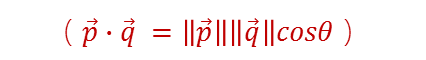 ( p⃗ · q⃗ = ‖p⃗‖‖q⃗‖cosθ )